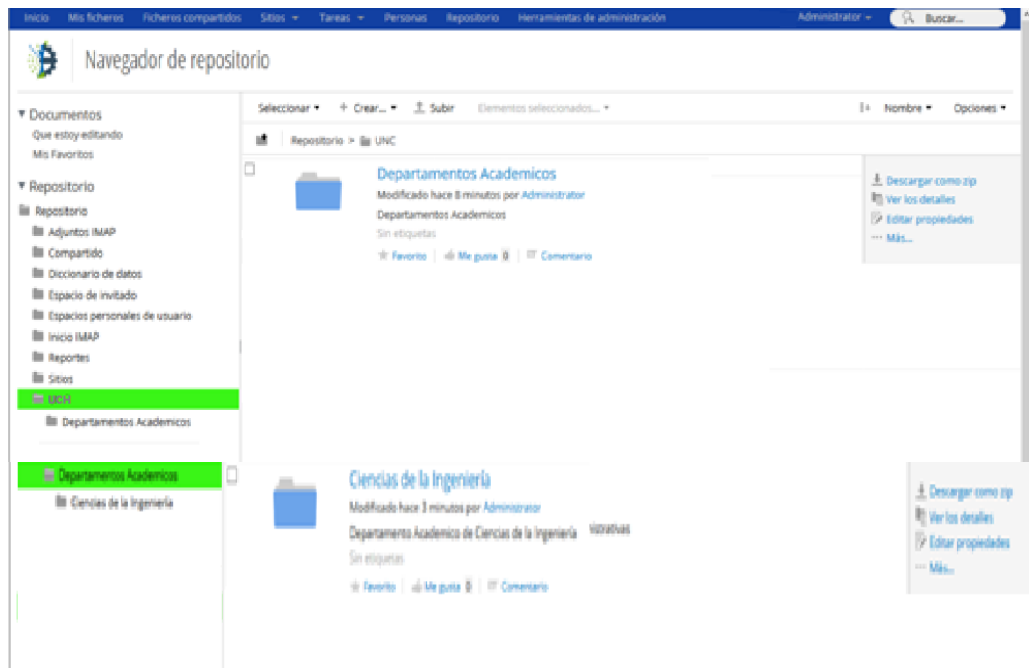 Inicio Mis ficheros Ficheros compartidos Sitios Tareas Personas Repositorio Herramientas de administración Administrator Buscar...
Navegador de repositorio
Documentos
Que estoy editando
Mis Favoritos
Repositorio
Repositorio
Adjuntos IMAP
Compartido
Diccionario de datos
Espacio de invitado
Espacios personales de usuario
Inicio IMAP
Reportes
Sitios
UCH
Departamentos Academicos
Seleccionar + Crear... Subir Elementos seleccionados... Nombre Opciones
Repositorio > UNC
Departamentos Academicos
Modificado hace 8 minutos por Administrator
Departamentos Academicos
Sin etiquetas
Favorito Me gusta 0 Comentario
Descargar como zip
Ver los detalles
Editar propiedades
Más...
Departamentos Academicos
Ciencias de la Ingeniería
Ciencias de la Ingeniería
Modificado hace 3 minutos por Administrator
Departamento Academico de Ciencias de la Ingeniería
Sin etiquetas
Favorito Me gusta 0 Comentario
Descargar como zip
Ver los detalles
Editar propiedades
Más...